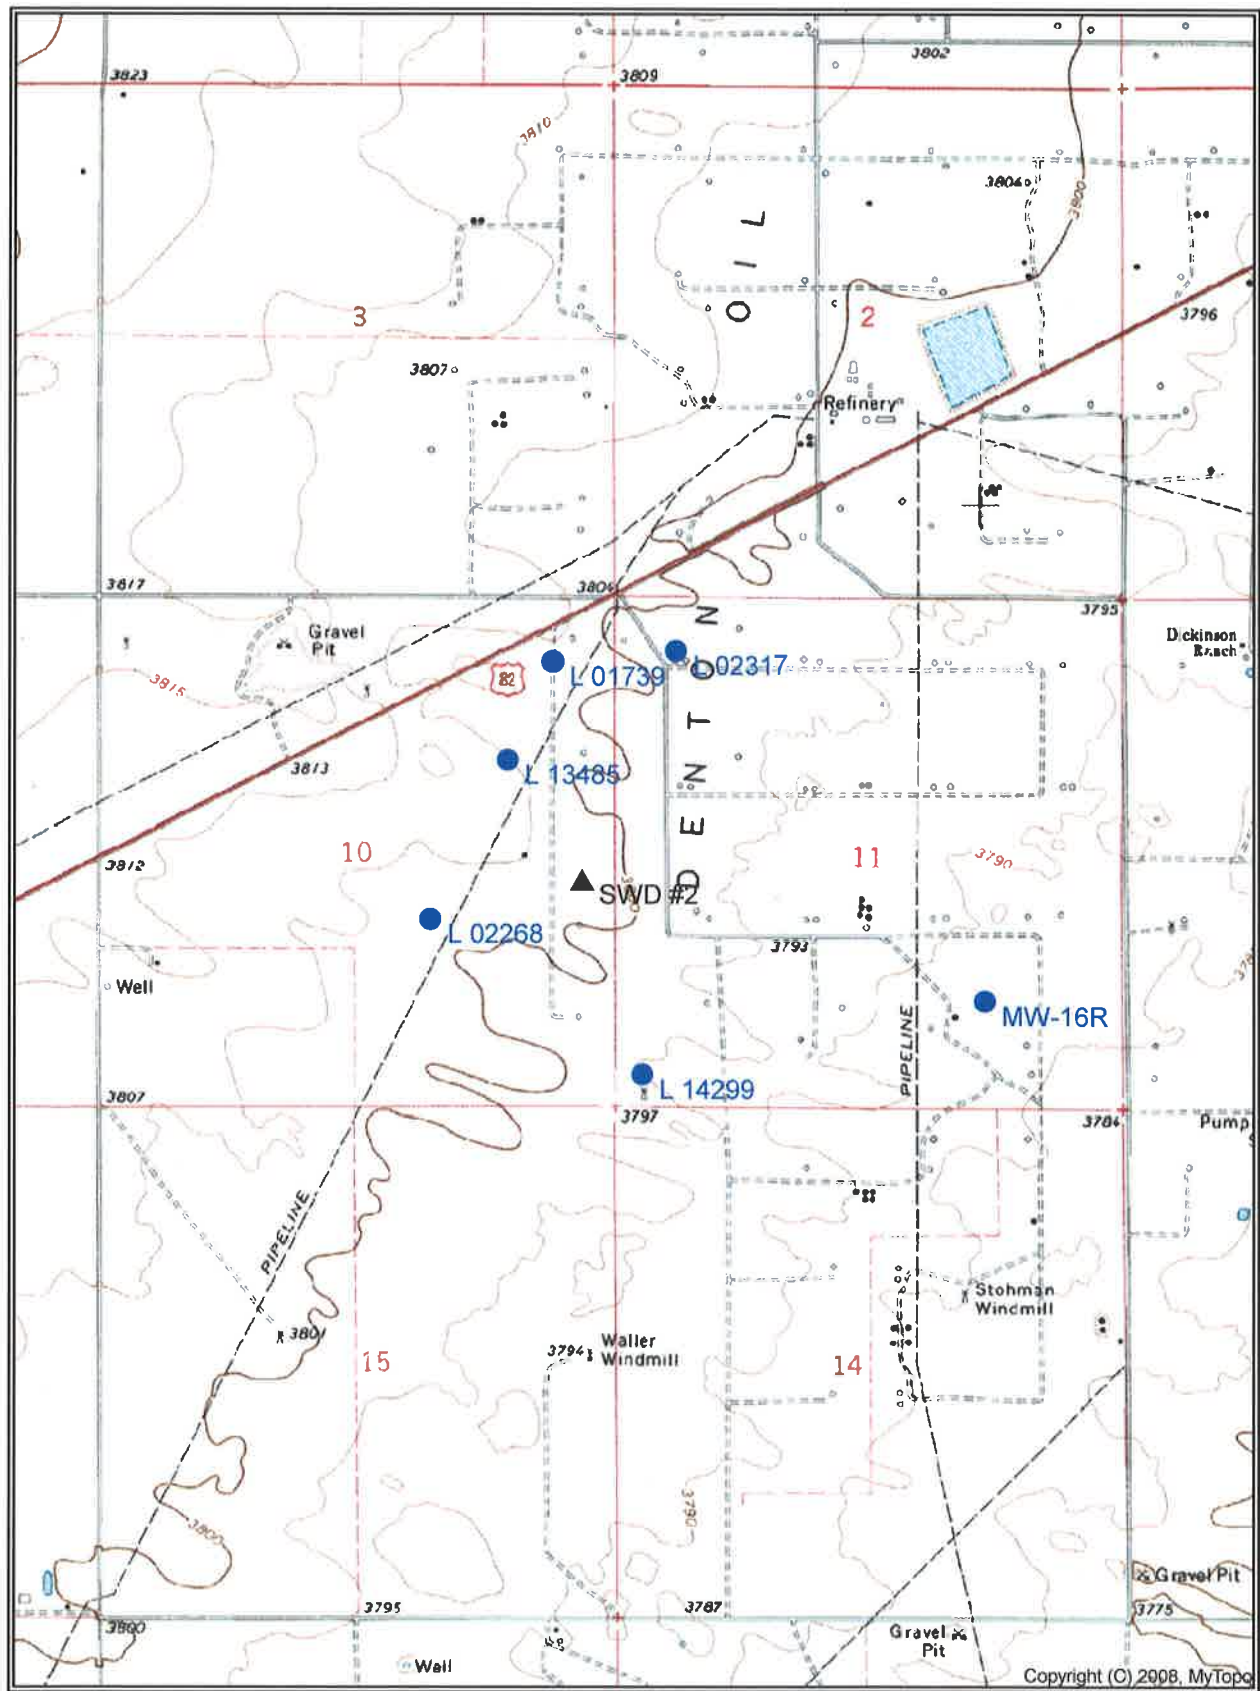 3802
3823
3809
3810
3804
3800
OIL
3796
3
2
3807
Refinery
3817
3795
Gravel
Pit
Dickinson
Ranch
3815
82
L 01739
L 02317
DENTON
3813
L 13485
10
11
3790
3812
SWD #2
L 02268
3793
Well
MW-16R
PIPELINE
L 14299
3807
3797
3784
Pump
PIPELINE
Stohman
Windmill
3801
Waller
3794
Windmill
15
14
3790
3800
Gravel Pit
3795
3787
3775
3800
Gravel
Pit
Well
Copyright (C) 2008, MyTopo